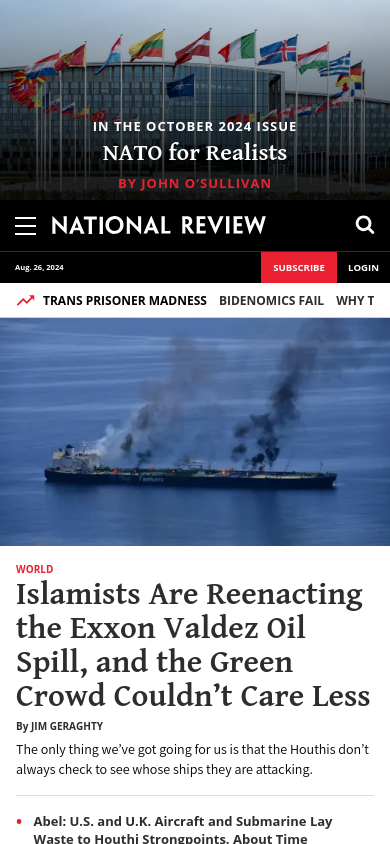 IN THE OCTOBER 2024 ISSUE
NATO for Realists
BY JOHN O'SULLIVAN
NATIONAL REVIEW
Aug. 26, 2024
SUBSCRIBE
LOGIN
TRANS PRISONER MADNESS BIDENOMICS FAIL WHY T
WORLD
Islamists Are Reenacting
the Exxon Valdez Oil
Spill, and the Green
Crowd Couldn’t Care Less
By JIM GERAGHTY
The only thing we’ve got going for us is that the Houthis don’t
always check to see whose ships they are attacking.
• Abel: U.S. and U.K. Aircraft and Submarine Lay
Waste to Houthi Strongpoints. About Time